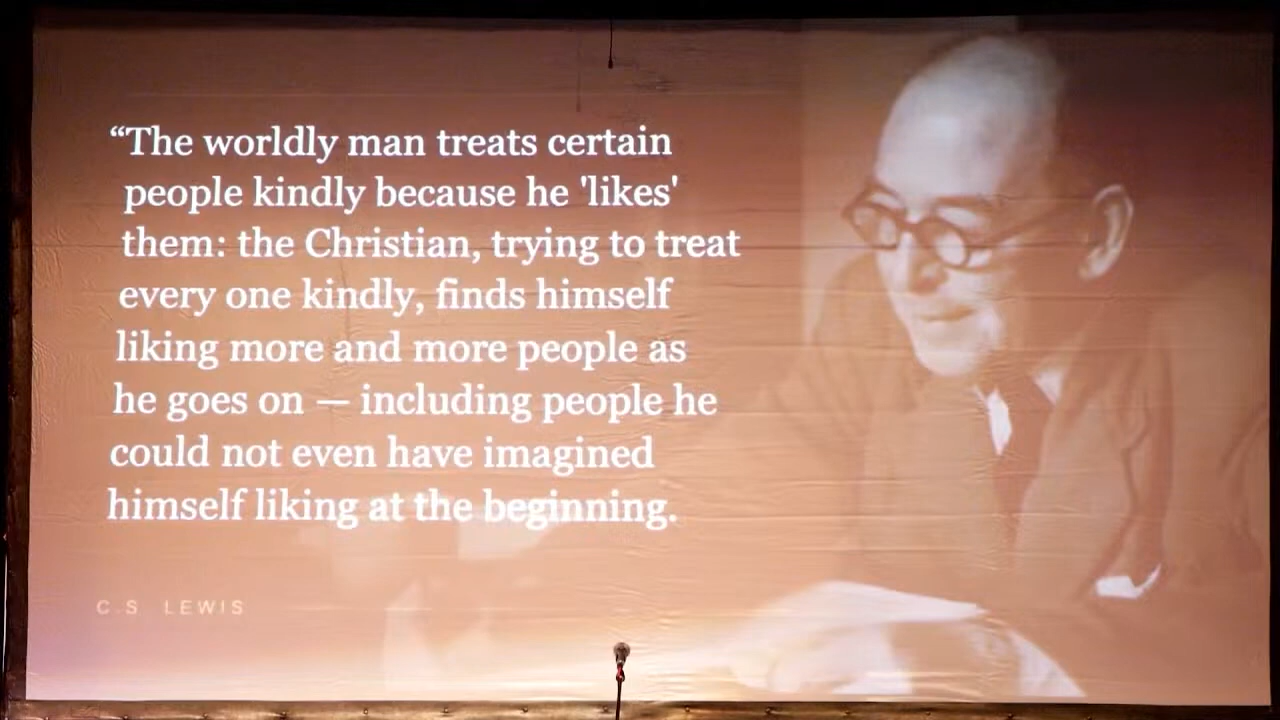 “The worldly man treats certain
people kindly because he 'likes'
them: the Christian, trying to treat
every one kindly, finds himself
liking more and more people as
he goes on — including people he
could not even have imagined
himself liking at the beginning.
C.S LEWIS